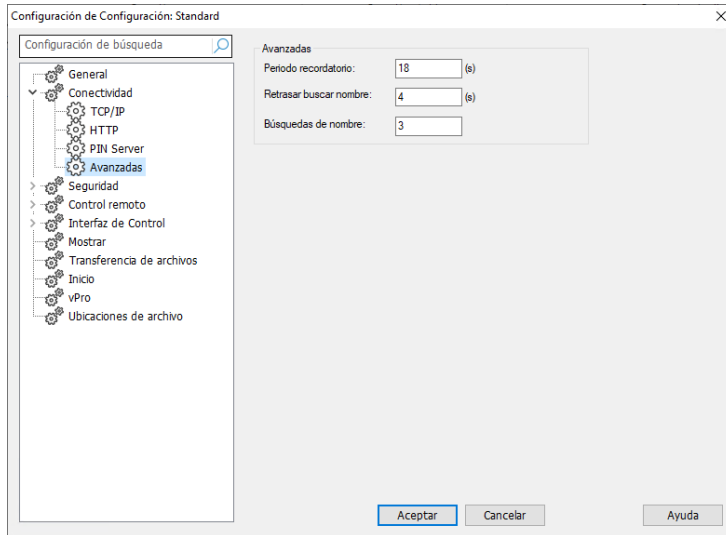 Configuración de Configuración: Standard
Configuración de búsqueda
General
Conectividad
TCP/IP
HTTP
PIN Server
Avanzadas
Seguridad
Control remoto
Interfaz de Control
Mostrar
Transferencia de archivos
Inicio
vPro
Ubicaciones de archivo
Avanzadas
Periodo recordatorio: 18 (s)
Retrasar buscar nombre: 4 (s)
Búsquedas de nombre: 3
Aceptar Cancelar Ayuda